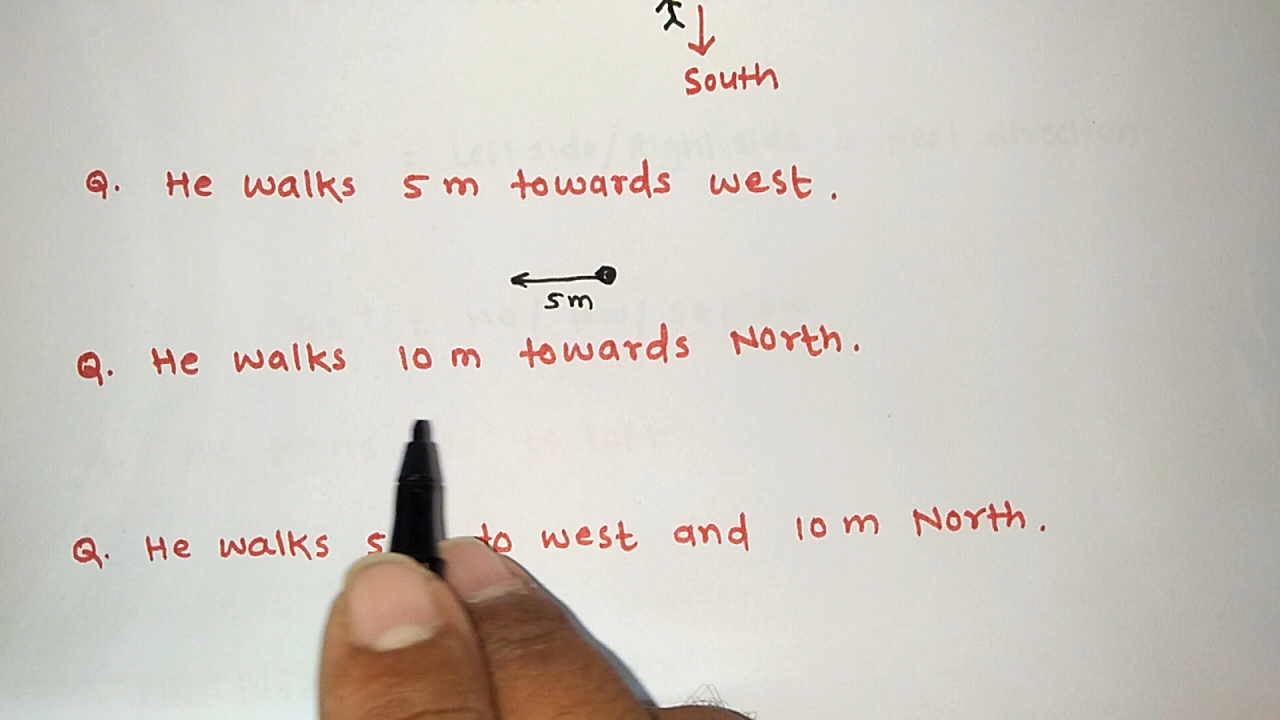 South
Q. He walks 5 m towards west.
5m
Q. He walks 10 m towards North.
Q. He walks 5 to west and 10 m North.